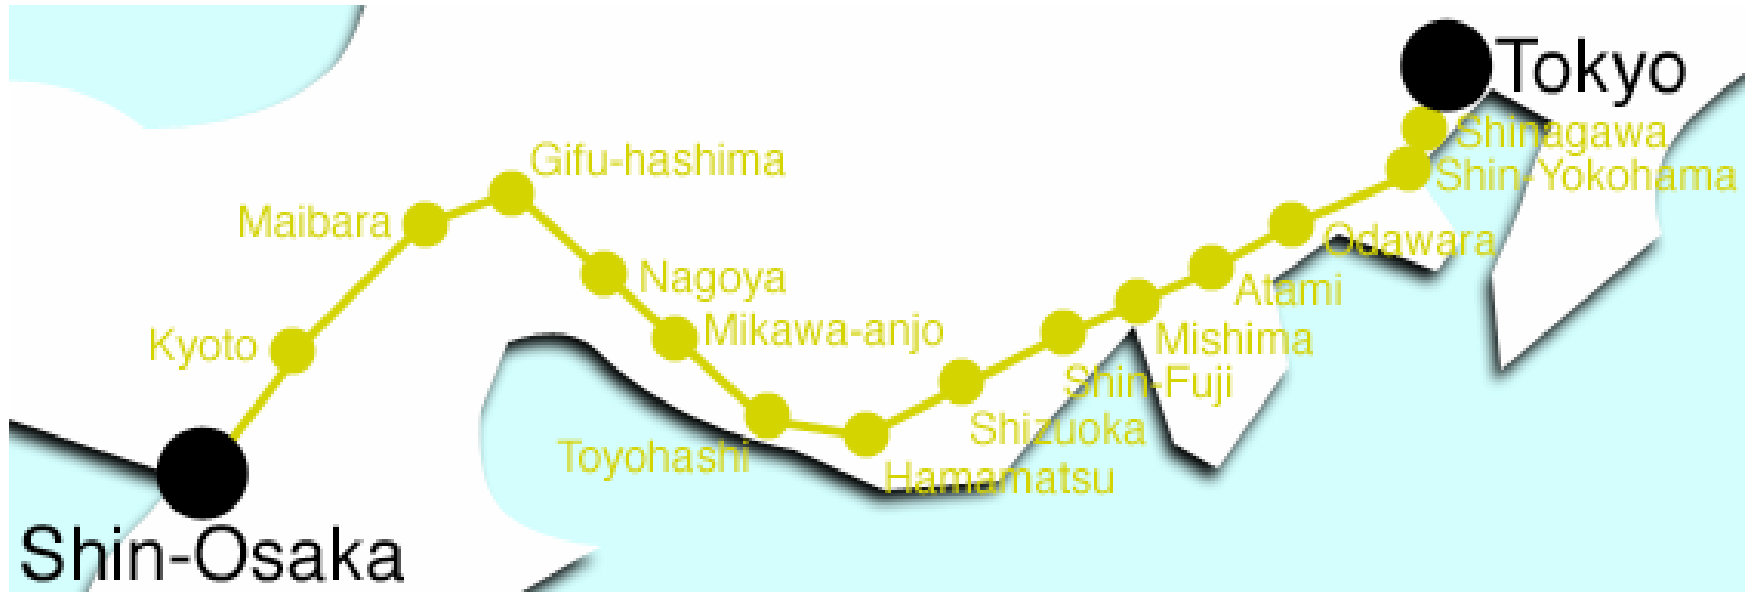 Tokyo
Shinagawa
Shin-Yokohama
Gifu-hashima
Maibara
Odawara
Nagoya
Atami
Mikawa-anjo
Mishima
Kyoto
Shin-Fuji
Shizuoka
Toyohashi
Hamamatsu
Shin-Osaka